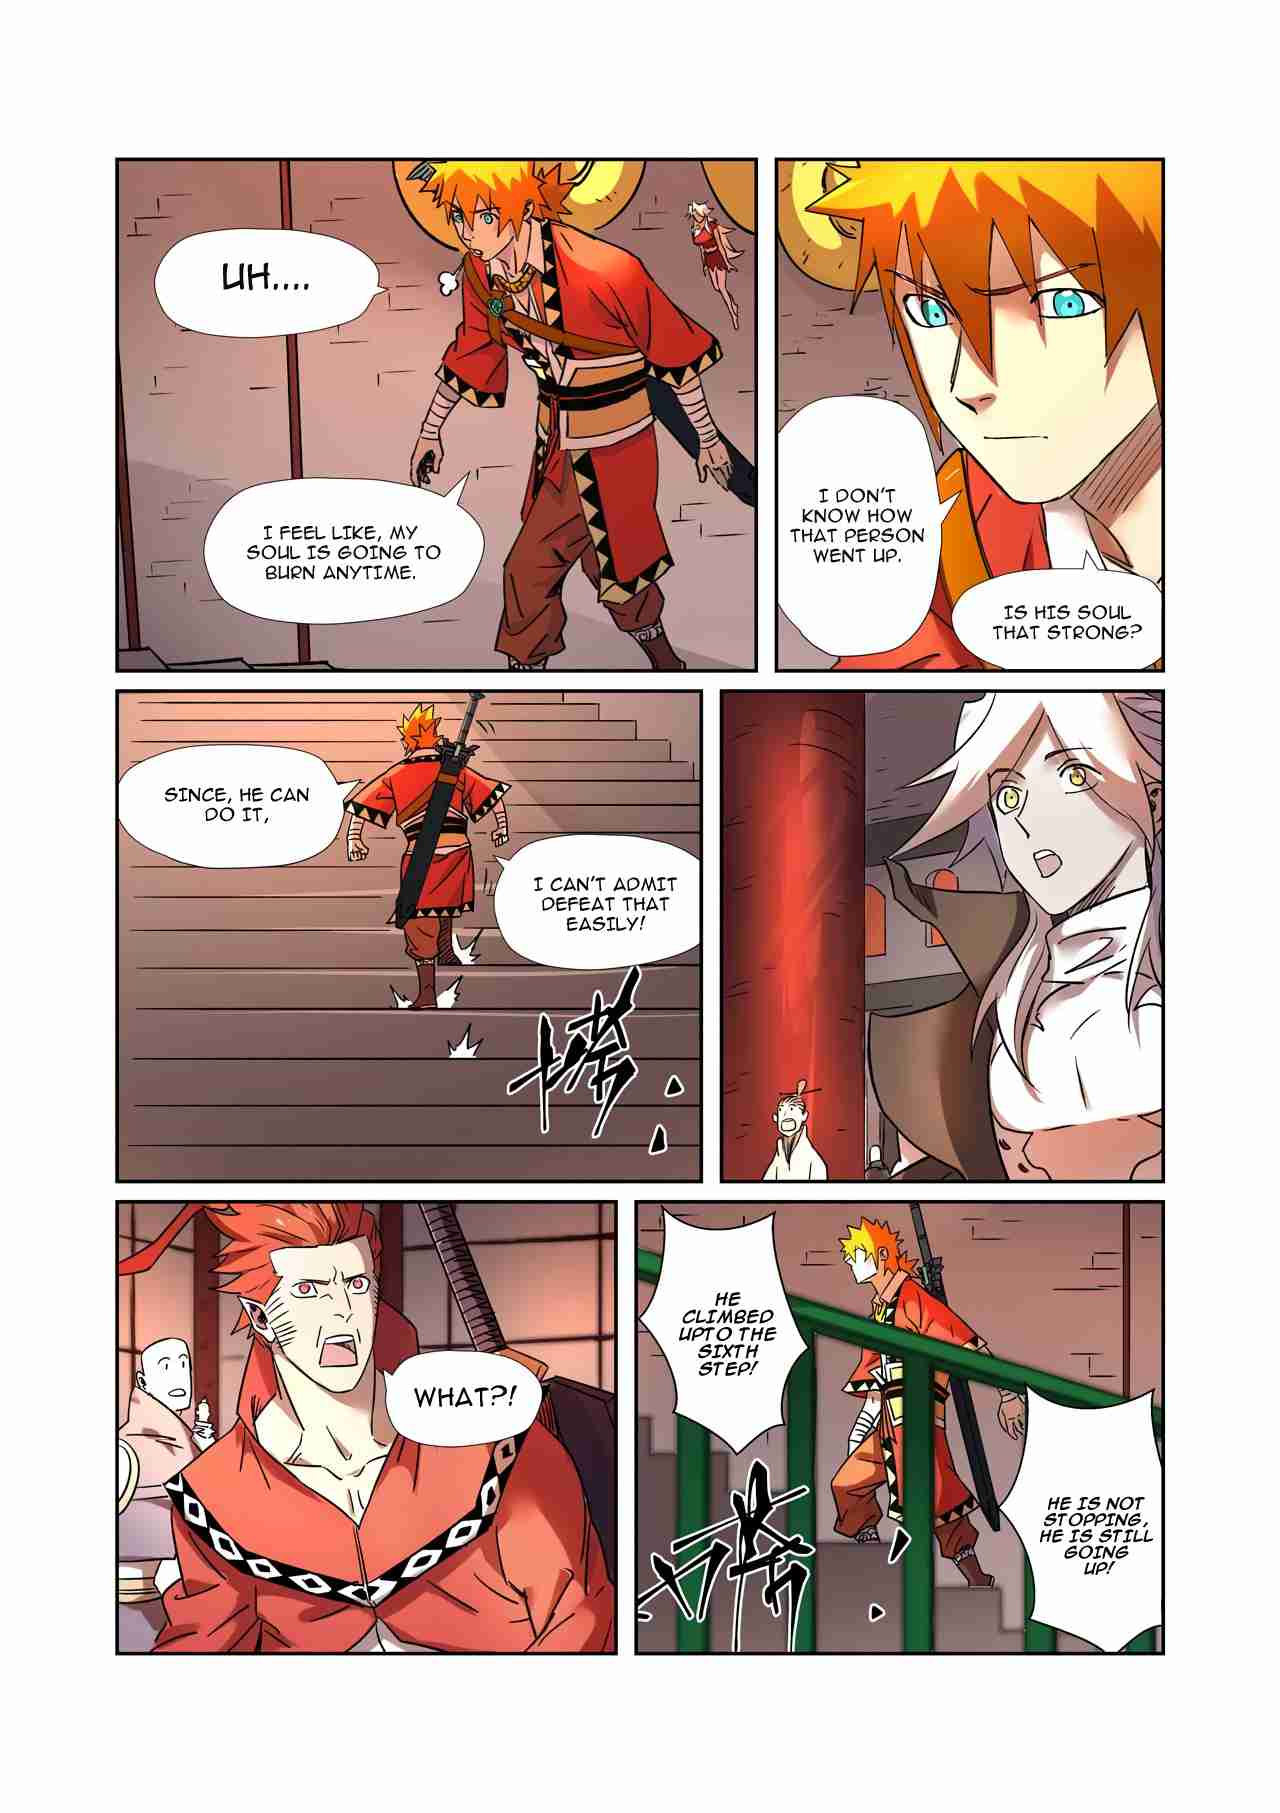 UH....
I FEEL LIKE, MY
SOUL IS GOING TO
BURN ANYTIME.
I DON'T
KNOW HOW
THAT PERSON
WENT UP.
IS HIS SOUL
THAT STRONG?
SINCE, HE CAN
DO IT,
I CAN'T ADMIT
DEFEAT THAT
EASILY!
WHAT?!
HE
CLIMBED
UPTO THE
SIXTH
STEP!
HE IS NOT
STOPPING,
HE IS STILL
GOING
UP!